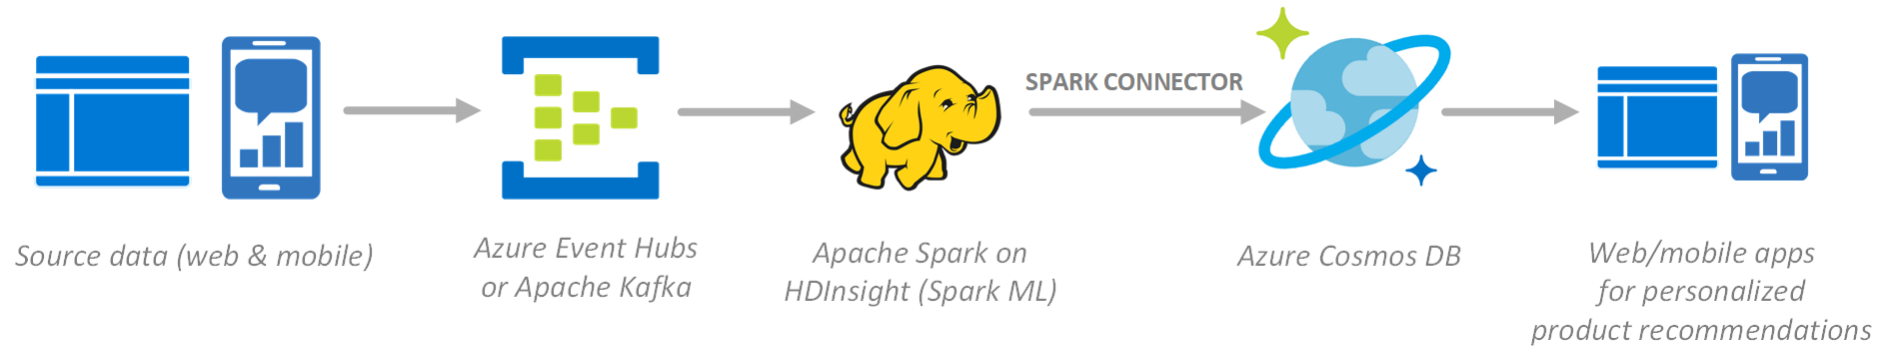 SPARK CONNECTOR
Source data (web & mobile)
Azure Event Hubs
or Apache Kafka
Apache Spark on
HDInsight (Spark ML)
Azure Cosmos DB
Web/mobile apps
for personalized
product recommendations